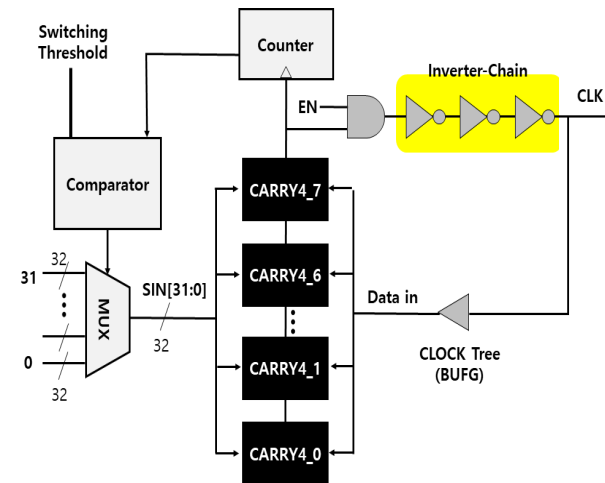 Switching
Threshold
Counter
Inverter-Chain
EN
CLK
Comparator
CARRY4_7
32
31
SIN[31:0]
CARRY4_6
Data in
MUX
32
CLOCK Tree
(BUFG)
0
CARRY4_1
32
CARRY4_0